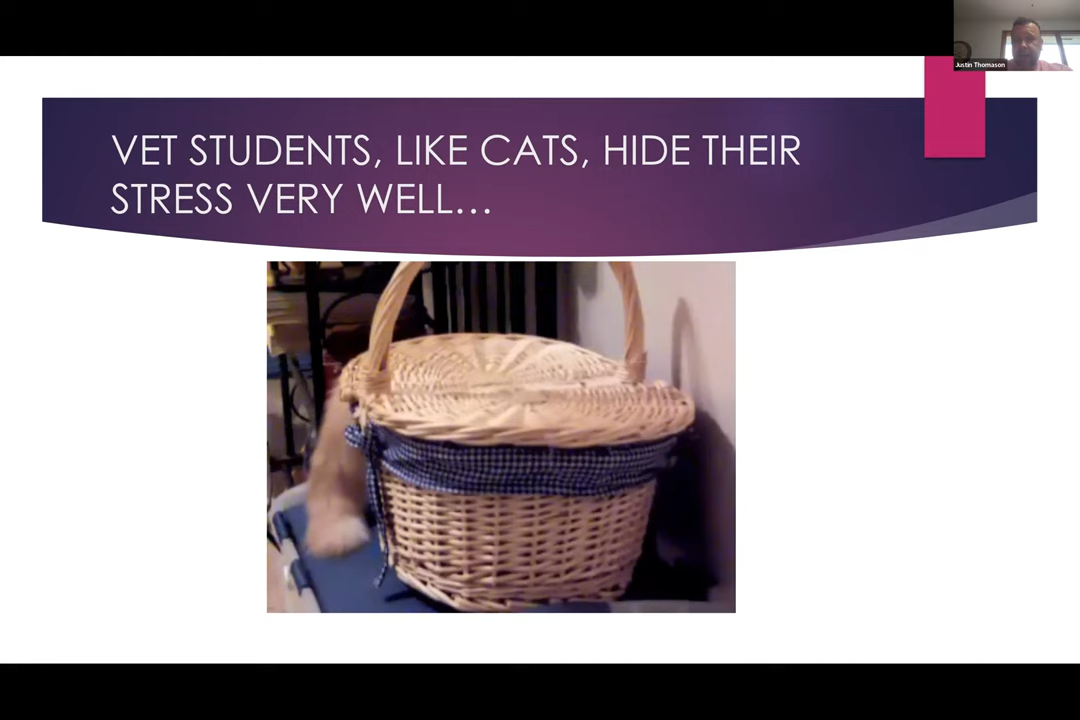 Justin Thomason
VET STUDENTS, LIKE CATS, HIDE THEIR
STRESS VERY WELL...